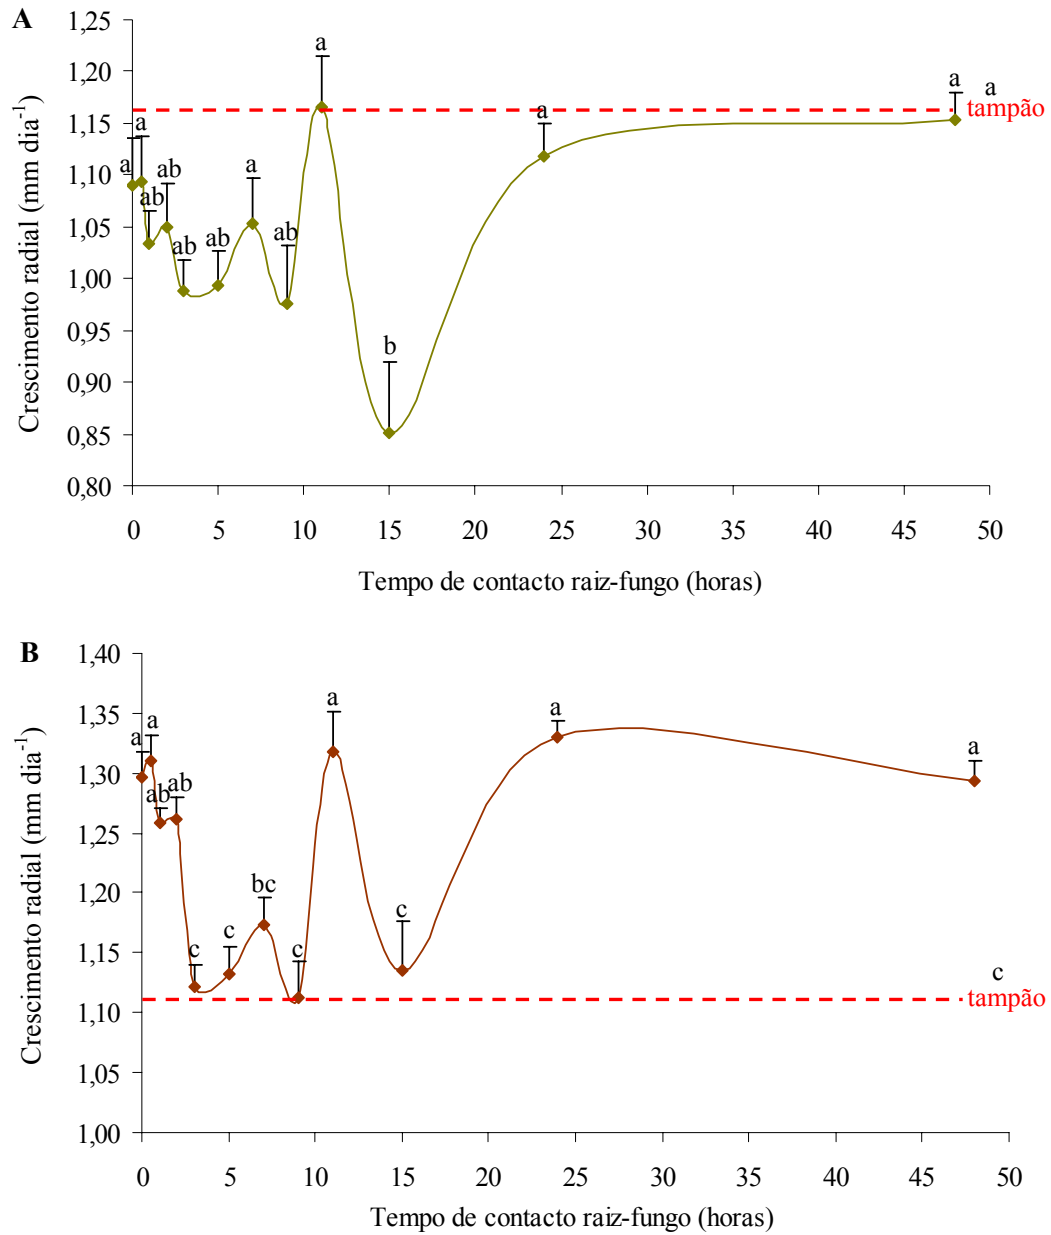 A
Crescimento radial (mm dia-1)
1,25
1,20
1,15
1,10
1,05
1,00
0,95
0,90
0,85
0,80
a
a
ab
ab
ab
ab
a
ab
a
b
a
a
a
tampão
0 5 10 15 20 25 30 35 40 45 50
Tempo de contacto raiz-fungo (horas)
B
Crescimento radial (mm dia-1)
1,40
1,35
1,30
1,25
1,20
1,15
1,10
1,05
1,00
a
a
ab
ab
c
c
bc
c
a
c
a
a
c
tampão
0 5 10 15 20 25 30 35 40 45 50
Tempo de contacto raiz-fungo (horas)